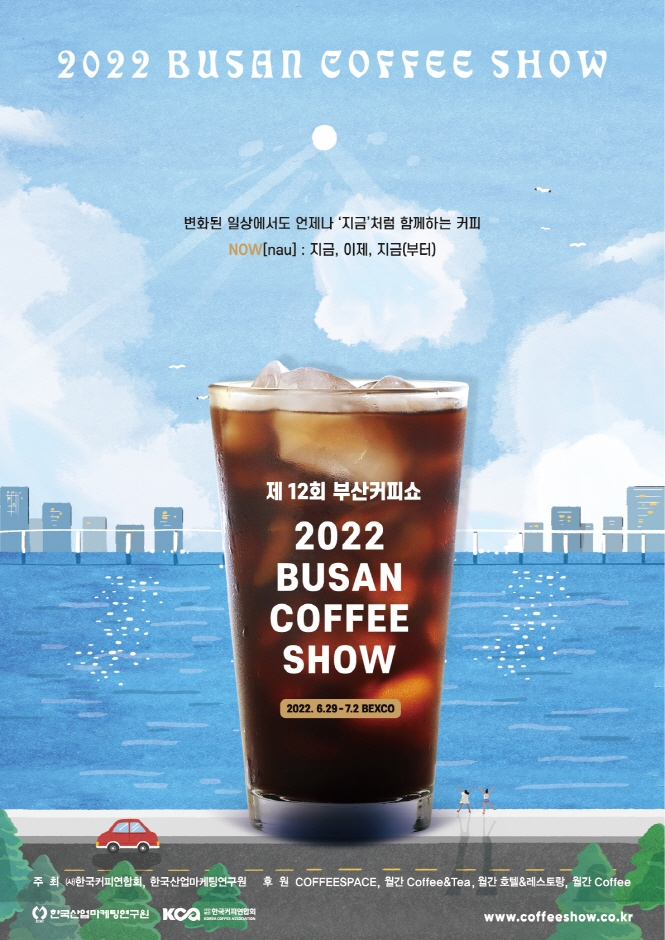 2022 BUSAN COFFEE SHOW
변화된 일상에서도 언제나 ‘지금’처럼 함께하는 커피
NOW[nau] : 지금, 이제, 지금(부터)
제 12회 부산커피쇼
2022
BUSAN
COFFEE
SHOW
2022. 6.29 - 7.2 BEXCO
주 최 (사)한국커피연합회, 한국산업마케팅연구원 후 원 COFFEESPACE, 월간 Coffee&Tea, 월간 호텔&레스토랑, 월간 Coffee
한국산업마케팅연구원 KCA 한국커피연합회 KOREA COFFEE ASSOCIATION www.coffeeshow.co.kr